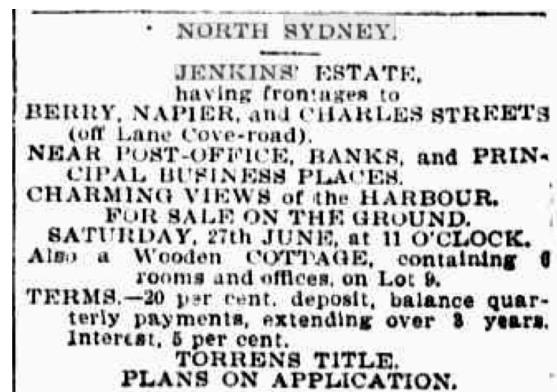 NORTH SYDNEY.
JENKINS' ESTATE,
having frontages to
BERRY, NAPIER, and CHARLES STREETS
(off Lane Cove-road).
NEAR POST-OFFICE, BANKS, and PRIN-
CIPAL BUSINESS PLACES.
CHARMING VIEWS of the HARBOUR.
FOR SALE ON THE GROUND.
SATURDAY, 27th JUNE, at 11 O'CLOCK.
Also a Wooden COTTAGE, containing 6
rooms and offices, on Lot 9.
TERMS.—20 per cent. deposit, balance quar-
terly payments, extending over 3 years.
Interest, 5 per cent.
TORRENS TITLE.
PLANS ON APPLICATION.